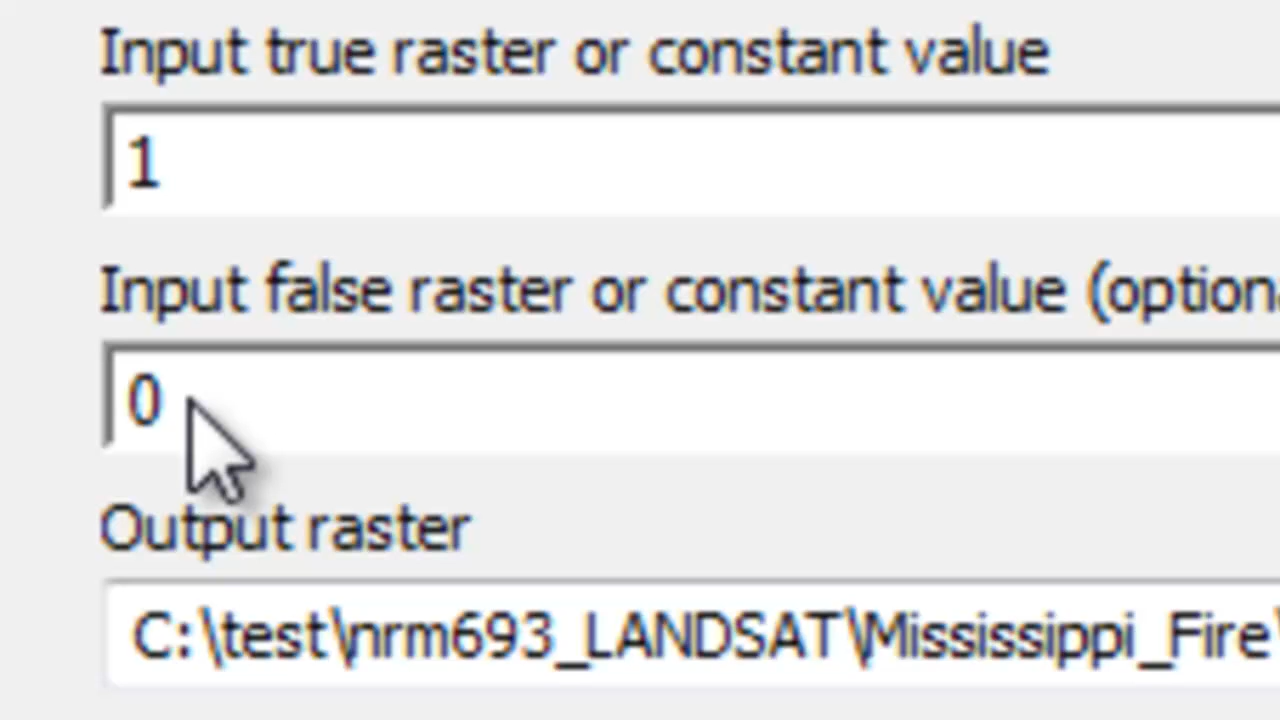 Input true raster or constant value
1
Input false raster or constant value (optiona
0
Output raster
C:\test\nrm693_LANDSAT\Mississippi_Fire\